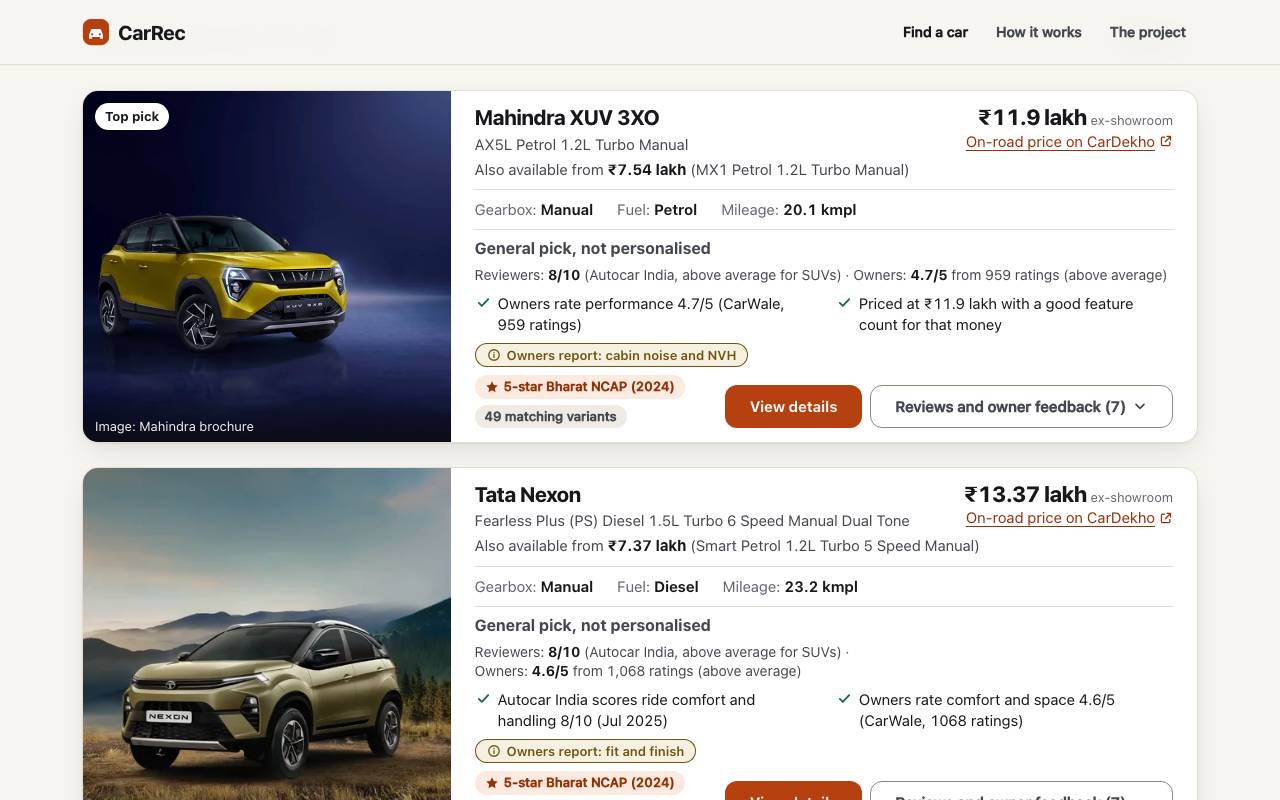 CarRec
Find a car
How it works
The project
Top pick
XUV 3XO
Image: Mahindra brochure
Mahindra XUV 3XO
₹11.9 lakh ex-showroom
AX5L Petrol 1.2L Turbo Manual
On-road price on CarDekho
Also available from ₹7.54 lakh (MX1 Petrol 1.2L Turbo Manual)
Gearbox: Manual Fuel: Petrol Mileage: 20.1 kmpl
General pick, not personalised
Reviewers: 8/10 (Autocar India, above average for SUVs) · Owners: 4.7/5 from 959 ratings (above average)
Owners rate performance 4.7/5 (CarWale,
959 ratings)
Priced at ₹11.9 lakh with a good feature
count for that money
Owners report: cabin noise and NVH
5-star Bharat NCAP (2024)
49 matching variants
View details
Reviews and owner feedback (7)
NEXON
Tata Nexon
₹13.37 lakh ex-showroom
Fearless Plus (PS) Diesel 1.5L Turbo 6 Speed Manual Dual Tone
On-road price on CarDekho
Also available from ₹7.37 lakh (Smart Petrol 1.2L Turbo 5 Speed Manual)
Gearbox: Manual Fuel: Diesel Mileage: 23.2 kmpl
General pick, not personalised
Reviewers: 8/10 (Autocar India, above average for SUVs) ·
Owners: 4.6/5 from 1,068 ratings (above average)
Autocar India scores ride comfort and
handling 8/10 (Jul 2025)
Owners rate comfort and space 4.6/5
(CarWale, 1068 ratings)
Owners report: fit and finish
5-star Bharat NCAP (2024)